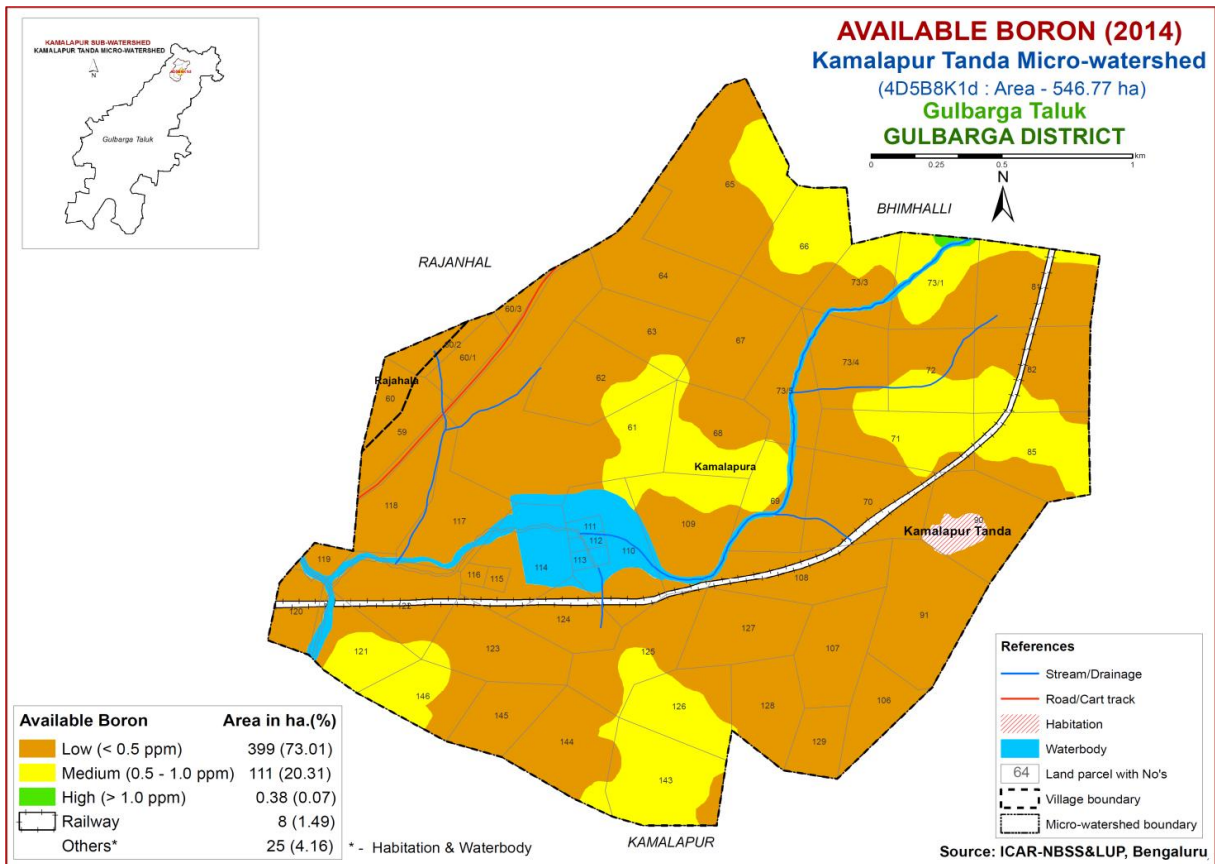 KAMALAPUR SUB-WATERSHED
KAMALAPUR TANDA MICRO-WATERSHED
N
Gulbarga Taluk
AVAILABLE BORON (2014)
Kamalapur Tanda Micro-watershed
(4D5B8K1d : Area - 546.77 ha)
Gulbarga Taluk
GULBARGA DISTRICT
km
0 0.25 0.5 1
N
BHIMHALLI
RAJANHAL
65
66
64
73/3
73/1
81
60/3
63
67
60/2
60/1
73/4
72
82
Rajahala
60
62
73/5
59
61
68
71
85
Kamalapura
118
117
69
70
109
90
Kamalapur Tanda
111
112
110
113
114
119
116
115
108
120
122
124
91
127
107
123
125
121
146
126
128
106
145
144
129
143
KAMALAPUR
Available Boron Area in ha.(%)
Low (< 0.5 ppm) 399 (73.01)
Medium (0.5 - 1.0 ppm) 111 (20.31)
High (> 1.0 ppm) 0.38 (0.07)
Railway 8 (1.49)
Others* 25 (4.16)
* - Habitation & Waterbody
References
Stream/Drainage
Road/Cart track
Habitation
Waterbody
64 Land parcel with No's
Village boundary
Micro-watershed boundary
Source: ICAR-NBSS&LUP, Bengaluru